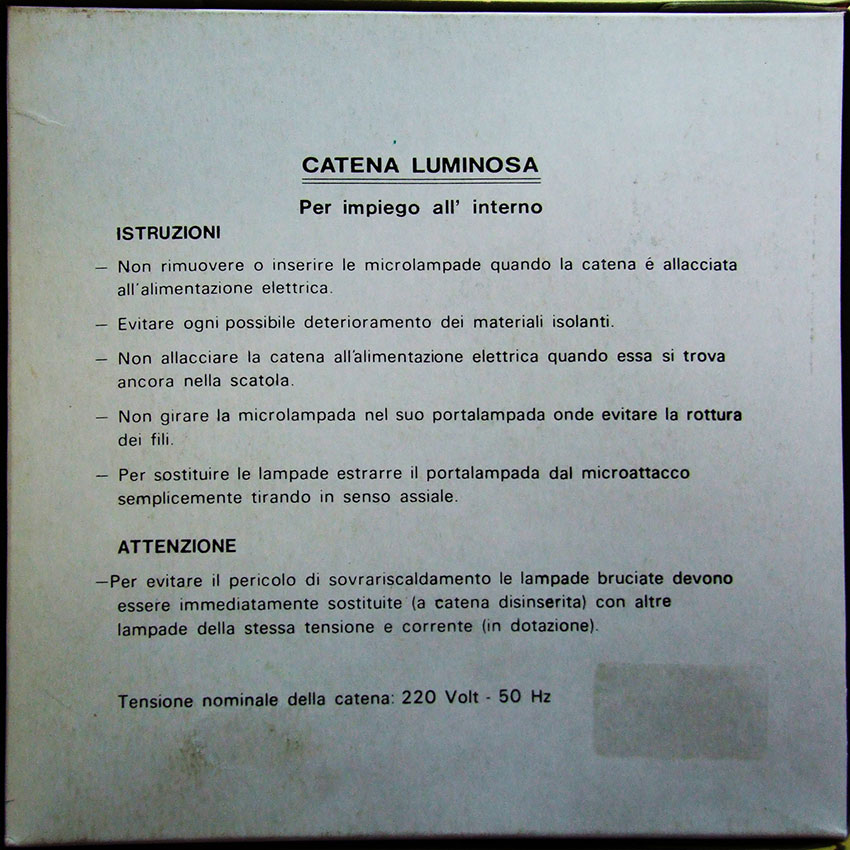 CATENA LUMINOSA
Per impiego all' interno
ISTRUZIONI
— Non rimuovere o inserire le microlampade quando la catena é allacciata
all'alimentazione elettrica.
— Evitare ogni possibile deterioramento dei materiali isolanti.
— Non allacciare la catena all'alimentazione elettrica quando essa si trova
ancora nella scatola.
— Non girare la microlampada nel suo portalampada onde evitare la rottura
dei fili.
— Per sostituire le lampade estrarre il portalampada dal microattacco
semplicemente tirando in senso assiale.
ATTENZIONE
—Per evitare il pericolo di sovrariscaldamento le lampade bruciate devono
essere immediatamente sostituite (a catena disinserita) con altre
lampade della stessa tensione e corrente (in dotazione).
Tensione nominale della catena: 220 Volt - 50 Hz